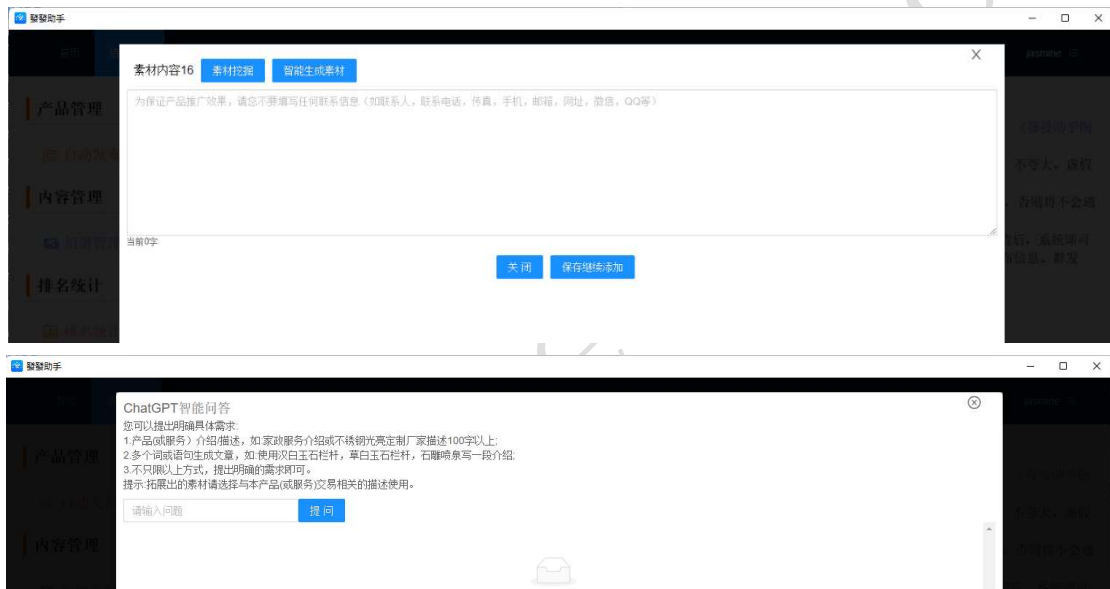 發發助手
jasmine
素材内容16 素材挖掘 智能生成素材
X
为保证产品推广效果，请您不要填写任何联系信息（如联系人，联系电话，传真，手机，邮箱，网址，微信，QQ等）
产品管理
自动发布
内容管理
当前0字
关闭 保存继续添加
排名统计
發發助手
jasmine
ChatGPT智能问答
您可以提出明确具体需求:
1.产品(或服务）介绍/描述，如:家政服务介绍或不锈钢光亮定制厂家描述100字以上;
2.多个词或语句生成文章，如:使用汉白玉石栏杆，草白玉石栏杆，石雕喷泉写一段介绍;
3.不只限以上方式，提出明确的需求即可。
提示:拓展出的素材请选择与本产品(或服务)交易相关的描述使用。
产品管理
请输入问题 提问
内容管理